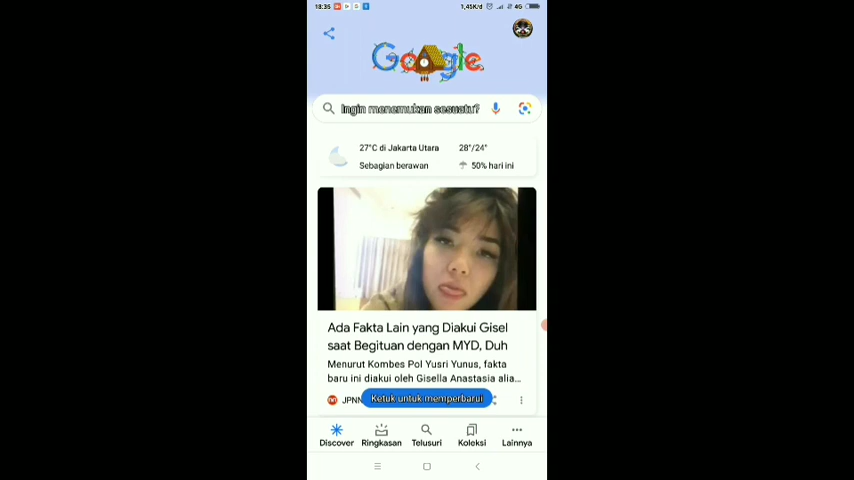 18:35
1,45K/d
4G
Google
Ingin menemukan sesuatu?
27°C di Jakarta Utara
28°/24°
Sebagian berawan
50% hari ini
Ada Fakta Lain yang Diakui Gisel
saat Begituan dengan MYD, Duh
Menurut Kombes Pol Yusri Yunus, fakta
baru ini diakui oleh Gisella Anastasia alia...
JPNN
Ketuk untuk memperbarui
Discover
Ringkasan
Telusuri
Koleksi
Lainnya